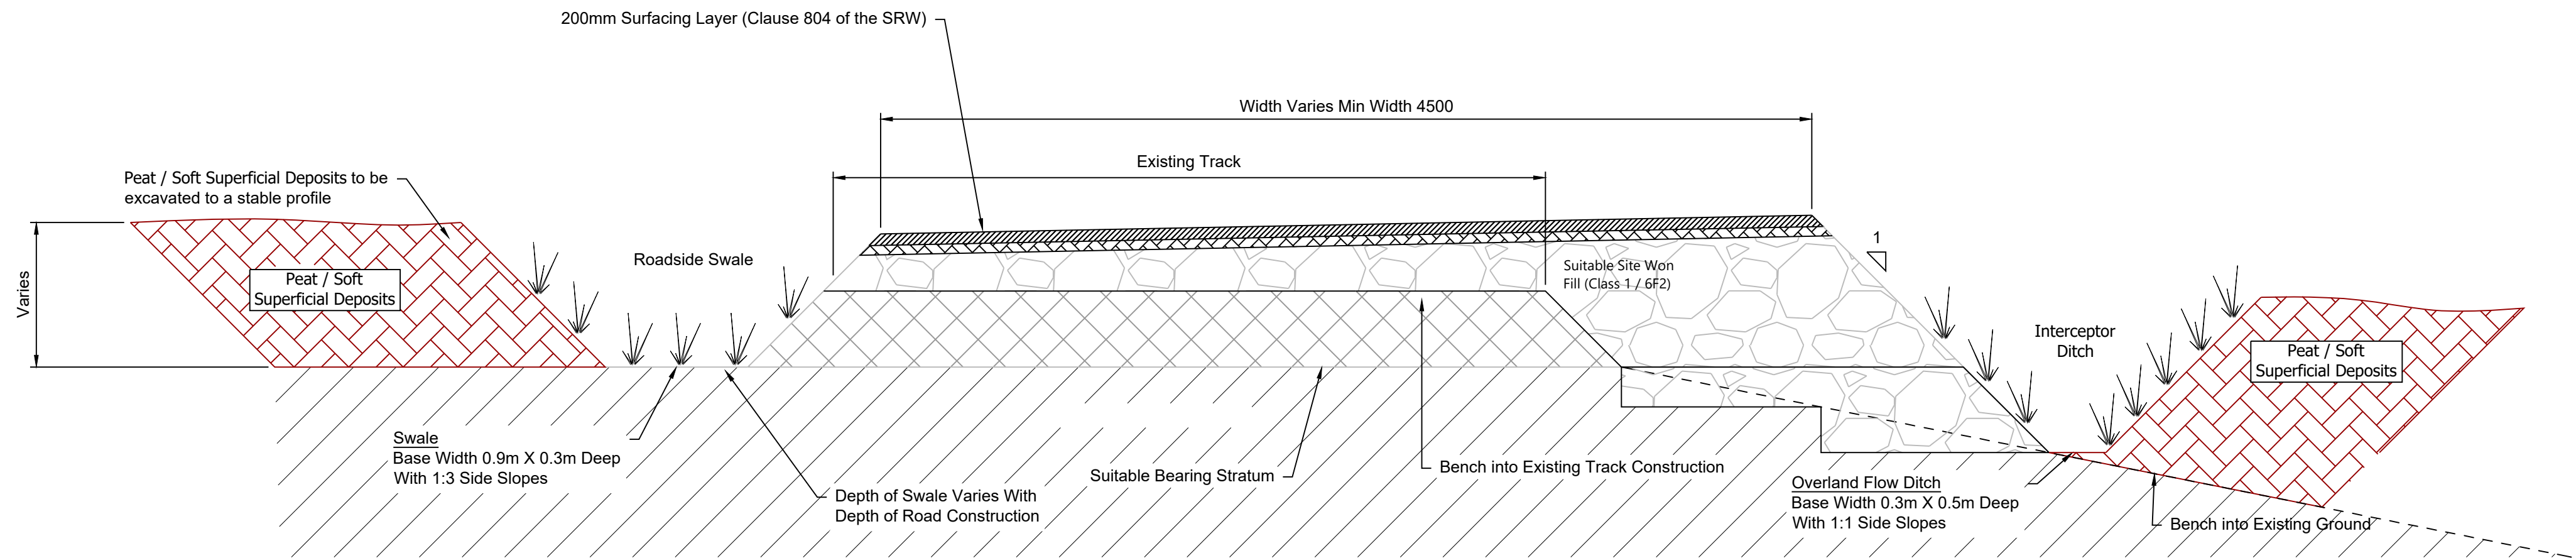 200mm Surfacing Layer (Clause 804 of the SRW)
Width Varies Min Width 4500
Existing Track
Peat / Soft Superficial Deposits to be
excavated to a stable profile
Varies
Peat / Soft
Superficial Deposits
Roadside Swale
Suitable Site Won
Fill (Class 1 / 6F2)
1
Interceptor
Ditch
Peat / Soft
Superficial Deposits
Swale
Base Width 0.9m X 0.3m Deep
With 1:3 Side Slopes
Depth of Swale Varies With
Depth of Road Construction
Suitable Bearing Stratum
Bench into Existing Track Construction
Overland Flow Ditch
Base Width 0.3m X 0.5m Deep
With 1:1 Side Slopes
Bench into Existing Ground